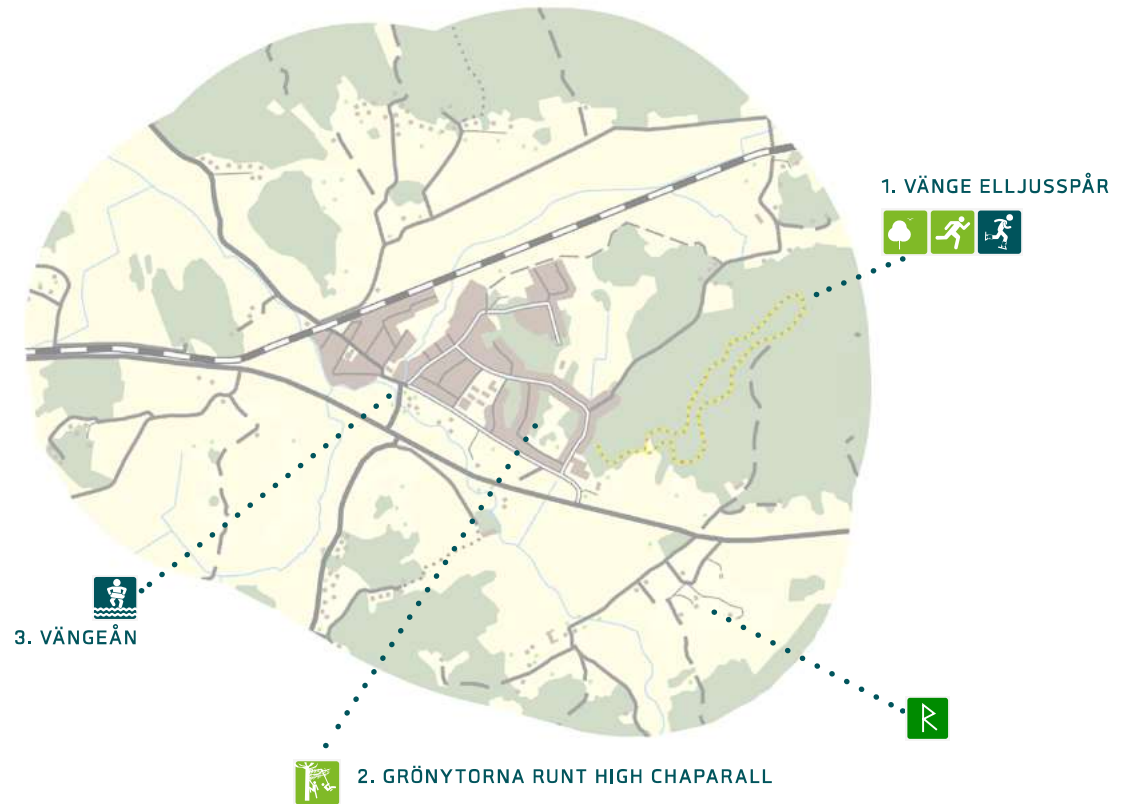 1. VÄNGE ELLJUSSPÅR
3. VÄNGEÅN
2. GRÖNYTORNA RUNT HIGH CHAPARALL